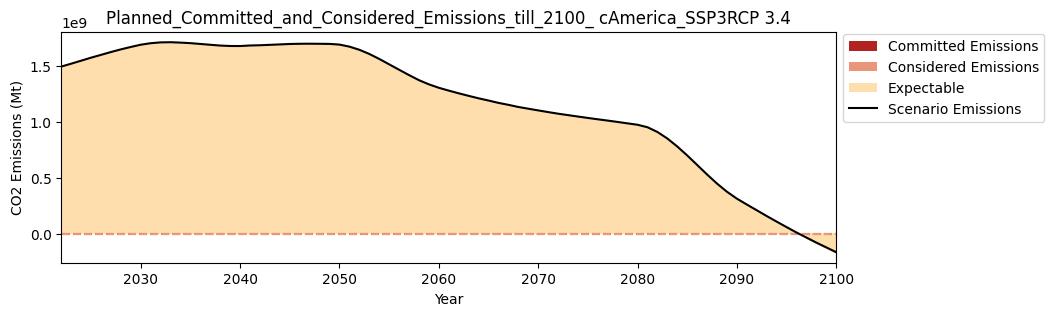 Planned_Committed_and_Considered_Emissions_till_2100_ cAmerica_SSP3RCP 3.4
1e9
CO2 Emissions (Mt)
1.5
1.0
0.5
0.0
2030 2040 2050 2060 2070 2080 2090 2100
Year
Committed Emissions
Considered Emissions
Expectable
Scenario Emissions